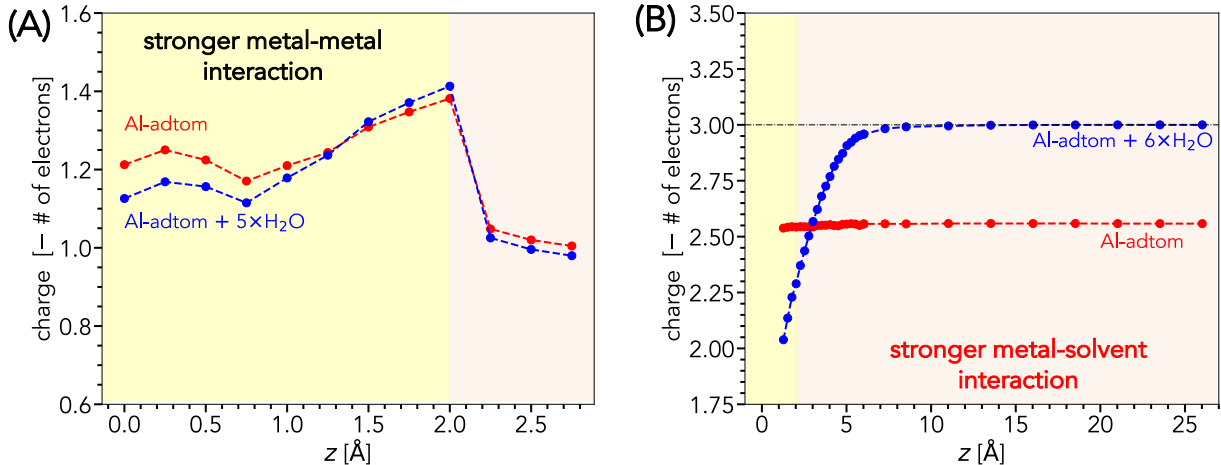 (A)
stronger metal-metal
interaction
Al-adtom
Al-adtom + 5×H₂O
charge [— # of electrons]
1.6
1.4
1.2
1.0
0.8
0.6
0.0 0.5 1.0 1.5 2.0 2.5
z [Å]
(B)
charge [— # of electrons]
3.50
3.25
3.00
2.75
2.50
2.25
2.00
1.75
Al-adtom + 6×H₂O
Al-adtom
stronger metal-solvent
interaction
0 5 10 15 20 25
z [Å]